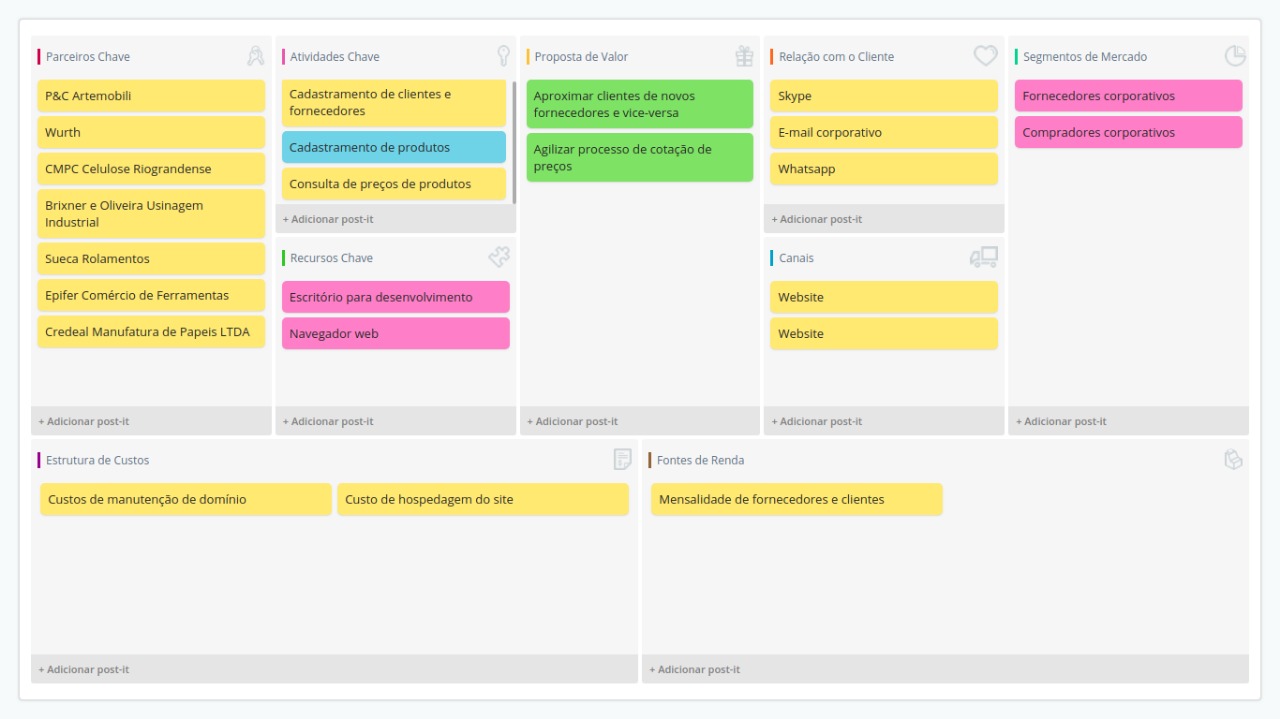 Parceiros Chave
P&C Artemobili
Wurth
CMPC Celulose Riograndense
Brixner e Oliveira Usinagem
Industrial
Sueca Rolamentos
Epifer Comércio de Ferramentas
Credeal Manufatura de Papeis LTDA
+ Adicionar post-it
Atividades Chave
Cadastramento de clientes e
fornecedores
Cadastramento de produtos
Consulta de preços de produtos
+ Adicionar post-it
Recursos Chave
Escritório para desenvolvimento
Navegador web
+ Adicionar post-it
Proposta de Valor
Aproximar clientes de novos
fornecedores e vice-versa
Agilizar processo de cotação de
preços
+ Adicionar post-it
Relação com o Cliente
Skype
E-mail corporativo
Whatsapp
+ Adicionar post-it
Canais
Website
Website
+ Adicionar post-it
Segmentos de Mercado
Fornecedores corporativos
Compradores corporativos
+ Adicionar post-it
Estrutura de Custos
Custos de manutenção de domínio
Custo de hospedagem do site
+ Adicionar post-it
Fontes de Renda
Mensalidade de fornecedores e clientes
+ Adicionar post-it